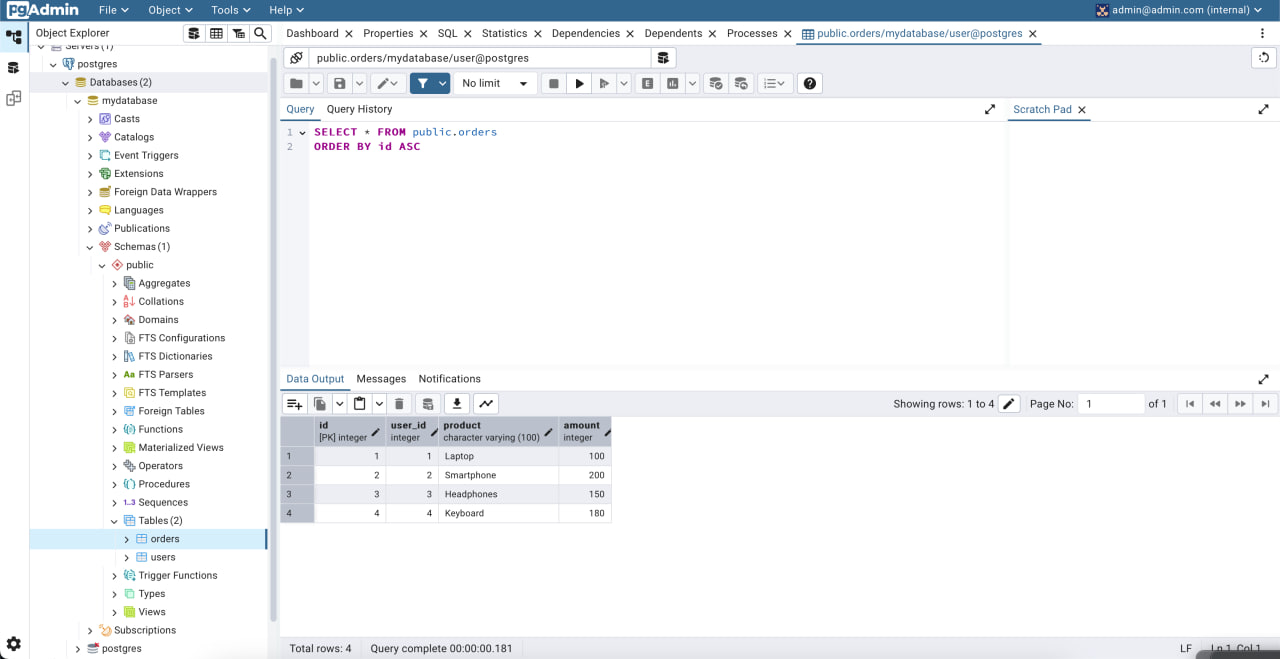 pgAdmin File Object Tools Help admin@admin.com (internal)
Object Explorer
Dashboard Properties SQL Statistics Dependencies Dependents Processes public.orders/mydatabase/user@postgres
Servers (1)
postgres
Databases (2)
mydatabase
Casts
Catalogs
Event Triggers
Extensions
Foreign Data Wrappers
Languages
Publications
Schemas (1)
public
Aggregates
Collations
Domains
FTS Configurations
FTS Dictionaries
Aa FTS Parsers
FTS Templates
Foreign Tables
Functions
Materialized Views
Operators
Procedures
1..3 Sequences
Tables (2)
orders
users
Trigger Functions
Types
Views
Subscriptions
postgres
public.orders/mydatabase/user@postgres
No limit
E
Query Query History
Scratch Pad
1 SELECT * FROM public.orders
2 ORDER BY id ASC
Data Output Messages Notifications
Showing rows: 1 to 4 Page No: 1 of 1
id user_id product amount
[PK] integer integer character varying (100) integer
1 1 1 Laptop 100
2 2 2 Smartphone 200
3 3 3 Headphones 150
4 4 4 Keyboard 180
Total rows: 4 Query complete 00:00:00.181 LF Ln 1, Col 1